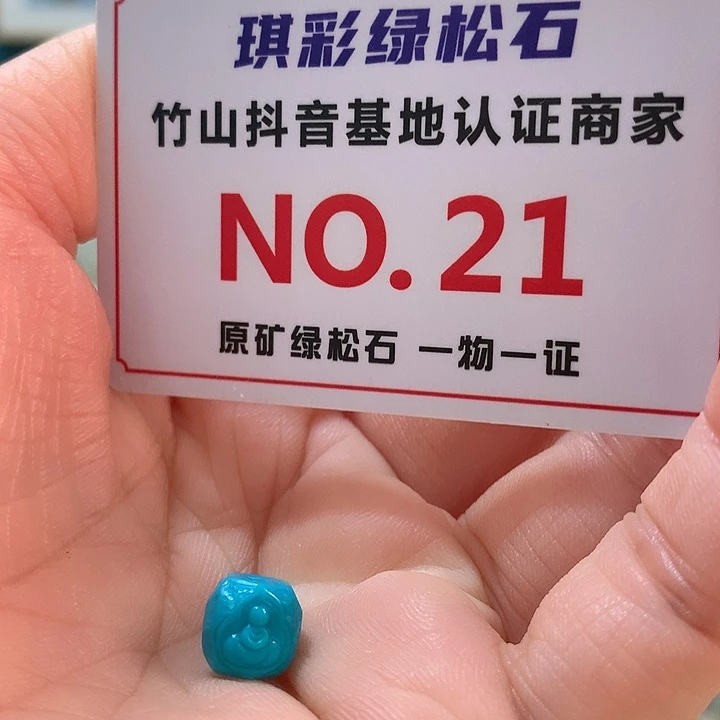 琪彩绿松石
竹山抖音基地认证商家
NO.21
原矿绿松石 一物一证